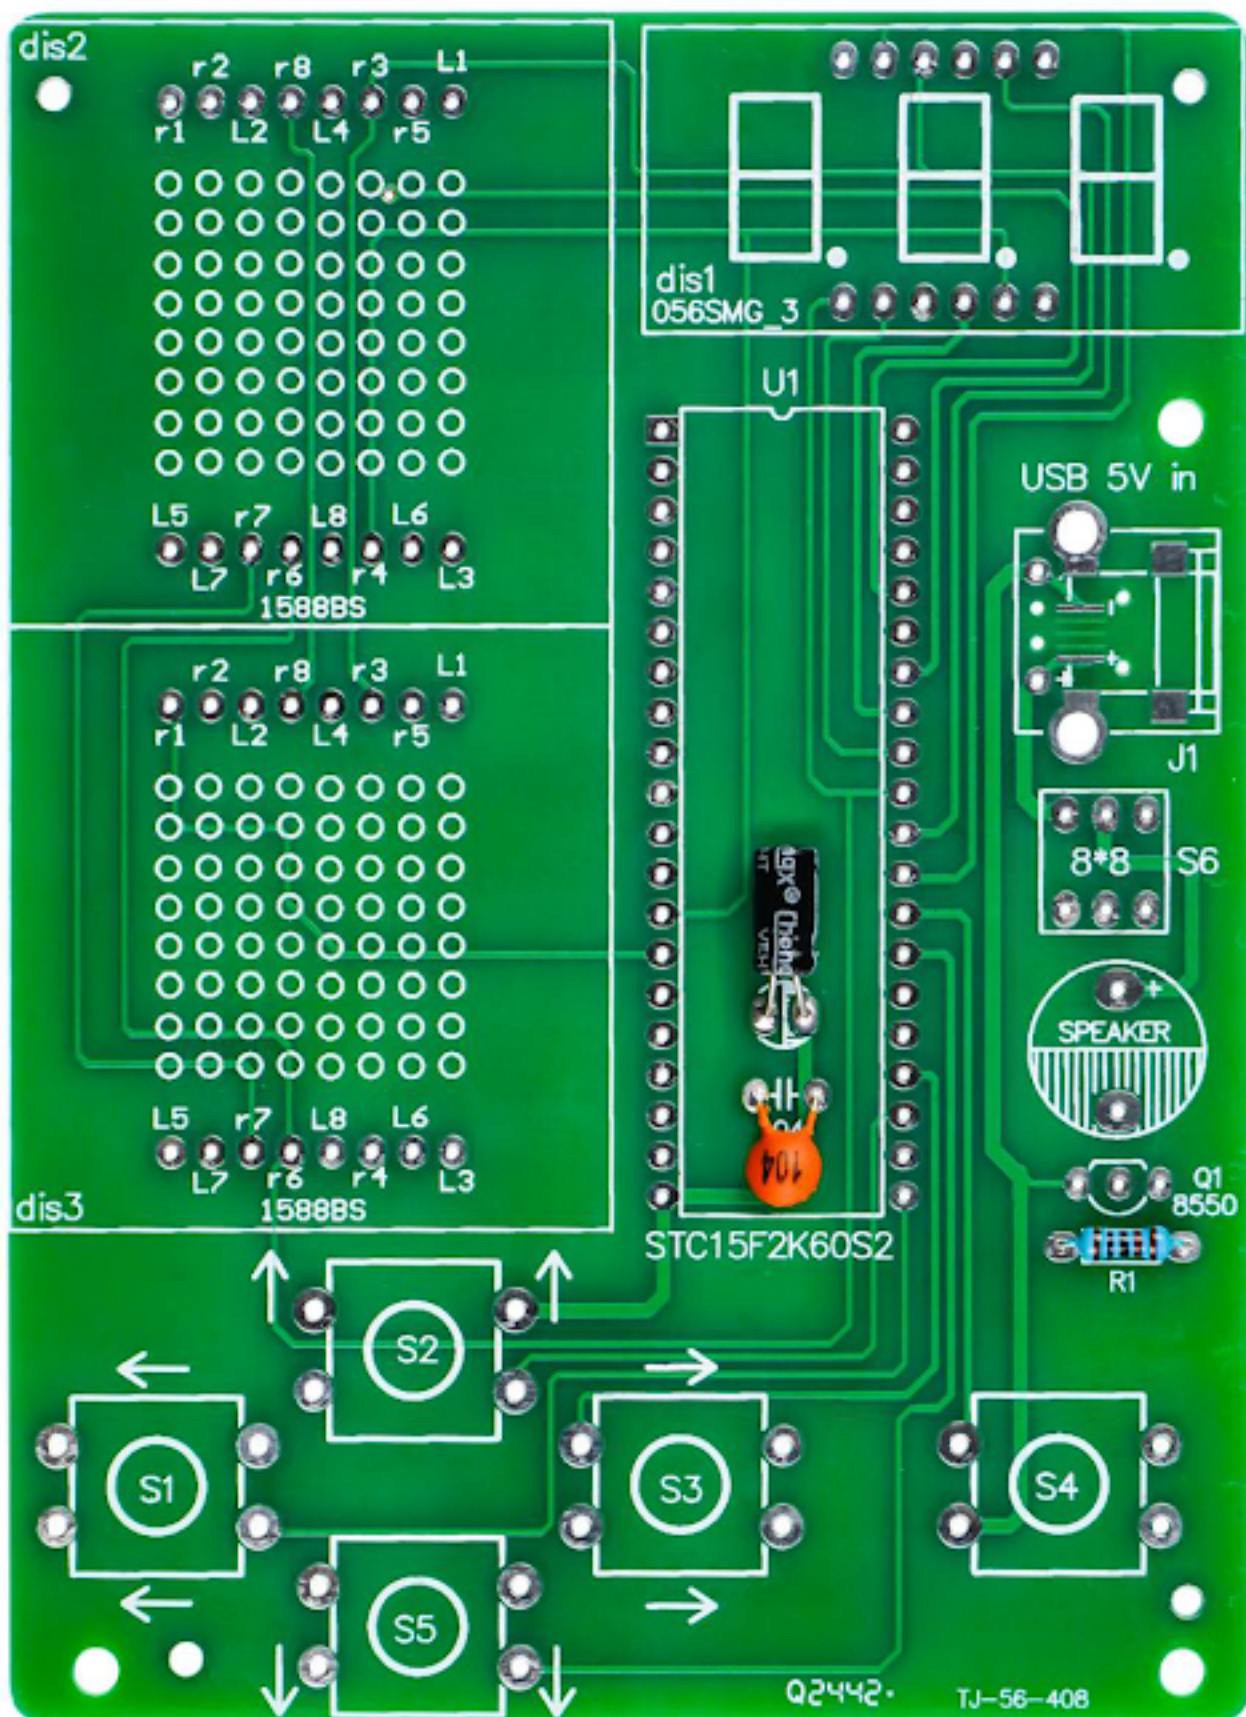 dis2
r2 r8 r3 L1
r1 L2 L4 r5
L5 r7 L8 L6
L7 r6 r4 L3
1588BS
dis1
056SMG_3
U1
USB 5V in
J1
r2 r8 r3 L1
r1 L2 L4 r5
8*8 S6
+
SPEAKER
L5 r7 L8 L6
L7 r6 r4 L3
1588BS
dis3
104
Q1
8550
STC15F2K60S2
R1
S2
S1
S3
S4
S5
Q2442.
TJ-56-408